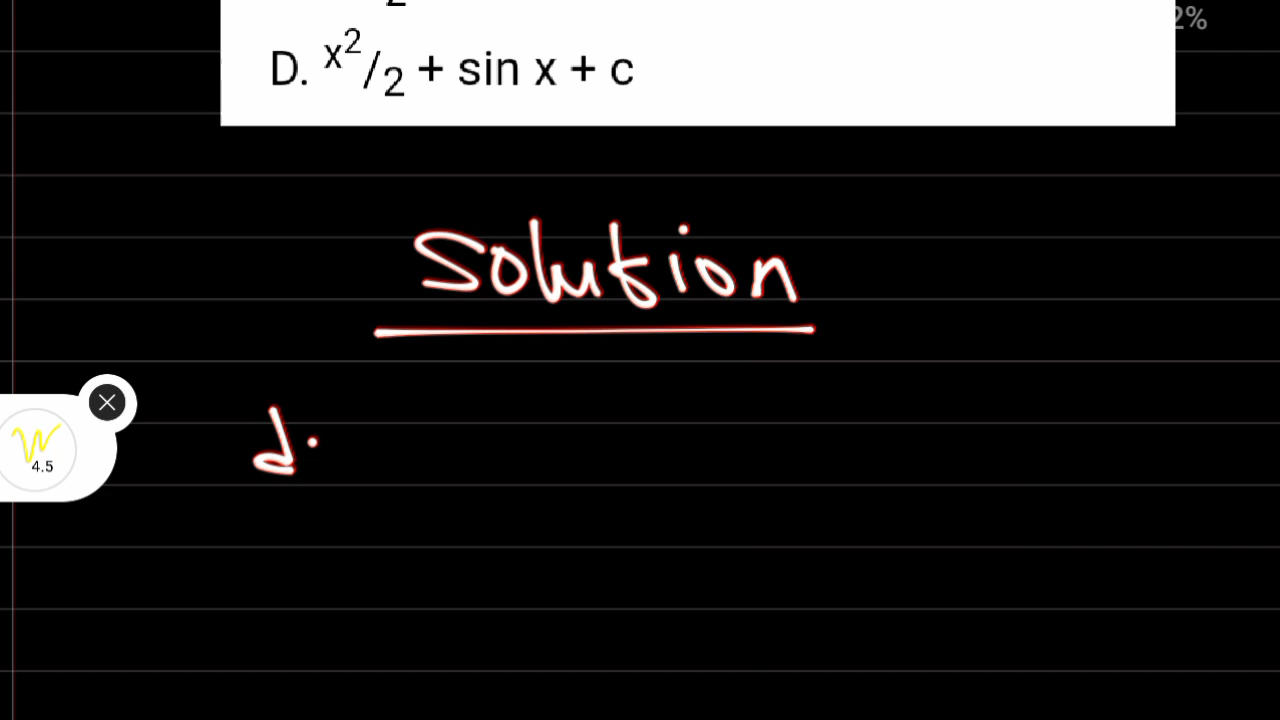 2%
D. x²/₂ + sin x + c
Solution
d.
4.5